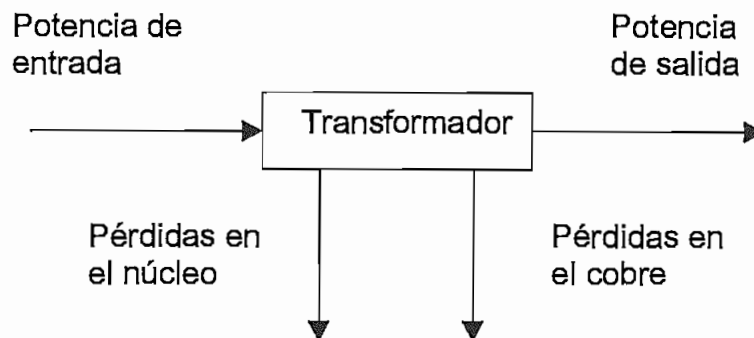 Potencia de
entrada
Potencia
de salida
Transformador
Pérdidas en
el núcleo
Pérdidas en
el cobre